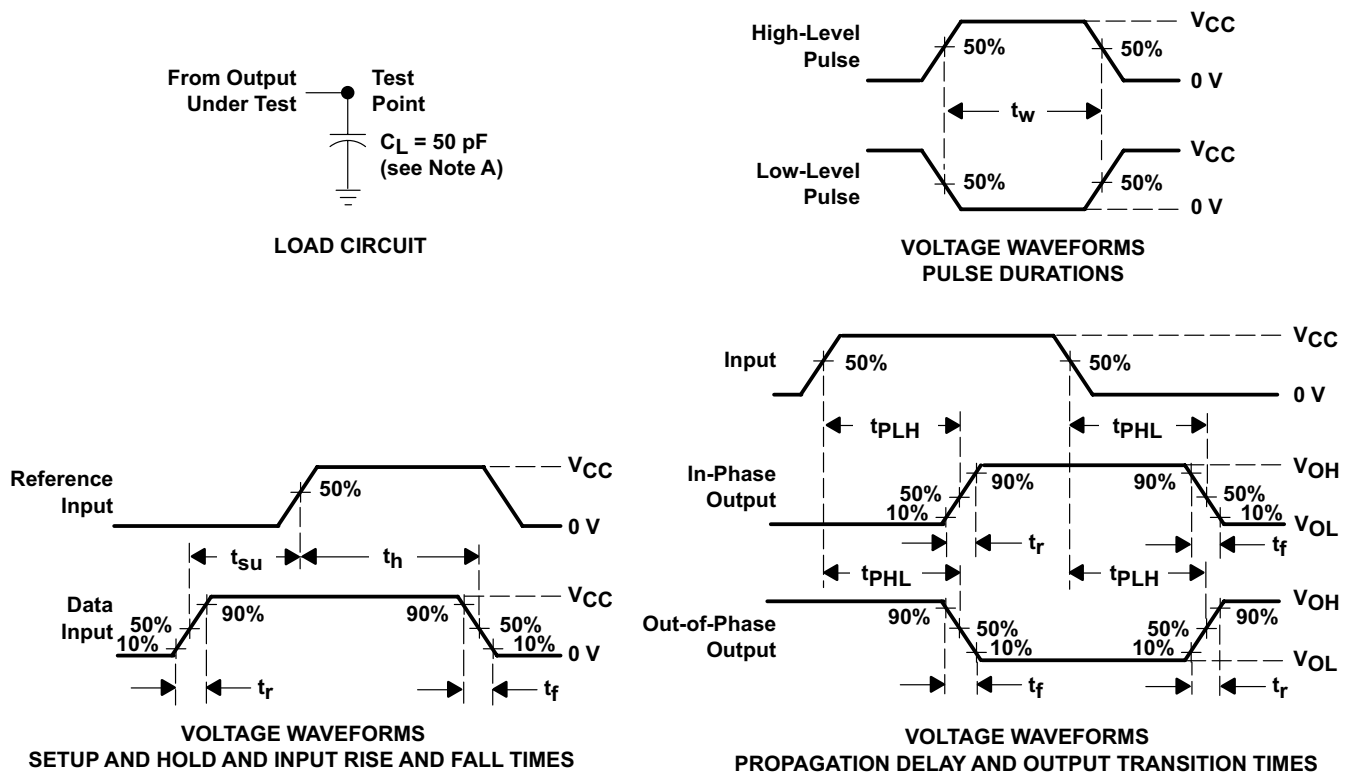 From Output
Under Test
Test
Point
CL = 50 pF
(see Note A)
LOAD CIRCUIT
High-Level
Pulse
50%
50%
VCC
0 V
tw
Low-Level
Pulse
50%
50%
VCC
0 V
VOLTAGE WAVEFORMS
PULSE DURATIONS
Reference
Input
50%
VCC
0 V
tsu
th
Data
Input
50%
10%
90%
90%
50%
10%
VCC
0 V
tr
tf
VOLTAGE WAVEFORMS
SETUP AND HOLD AND INPUT RISE AND FALL TIMES
Input
50%
50%
VCC
0 V
tPLH
tPHL
In-Phase
Output
50%
10%
90%
90%
50%
10%
VOH
VOL
tr
tf
tPHL
tPLH
Out-of-Phase
Output
90%
50%
10%
50%
10%
90%
VOH
VOL
tf
tr
VOLTAGE WAVEFORMS
PROPAGATION DELAY AND OUTPUT TRANSITION TIMES